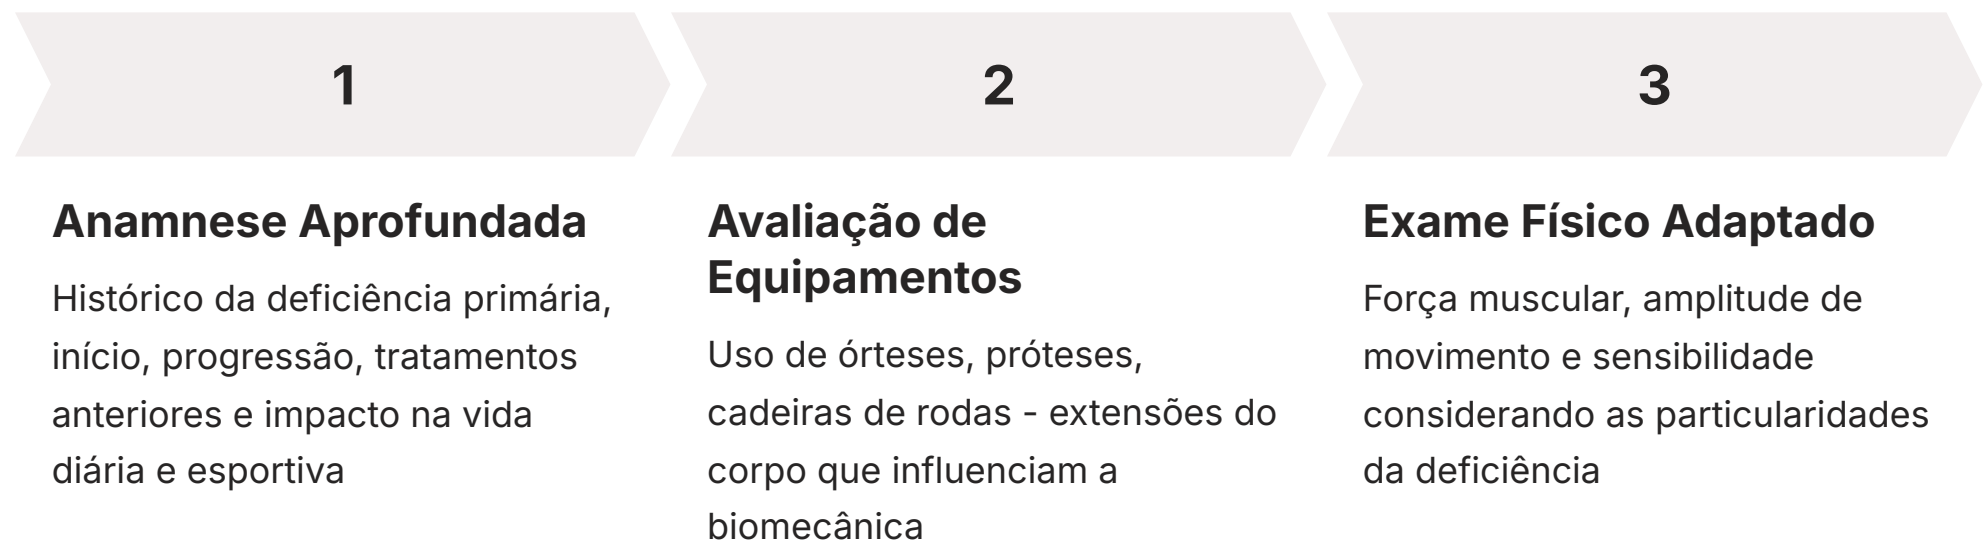 1
Anamnese Aprofundada
Histórico da deficiência primária,
início, progressão, tratamentos
anteriores e impacto na vida
diária e esportiva
2
Avaliação de
Equipamentos
Uso de órteses, próteses,
cadeiras de rodas - extensões do
corpo que influenciam a
biomecânica
3
Exame Físico Adaptado
Força muscular, amplitude de
movimento e sensibilidade
considerando as particularidades
da deficiência